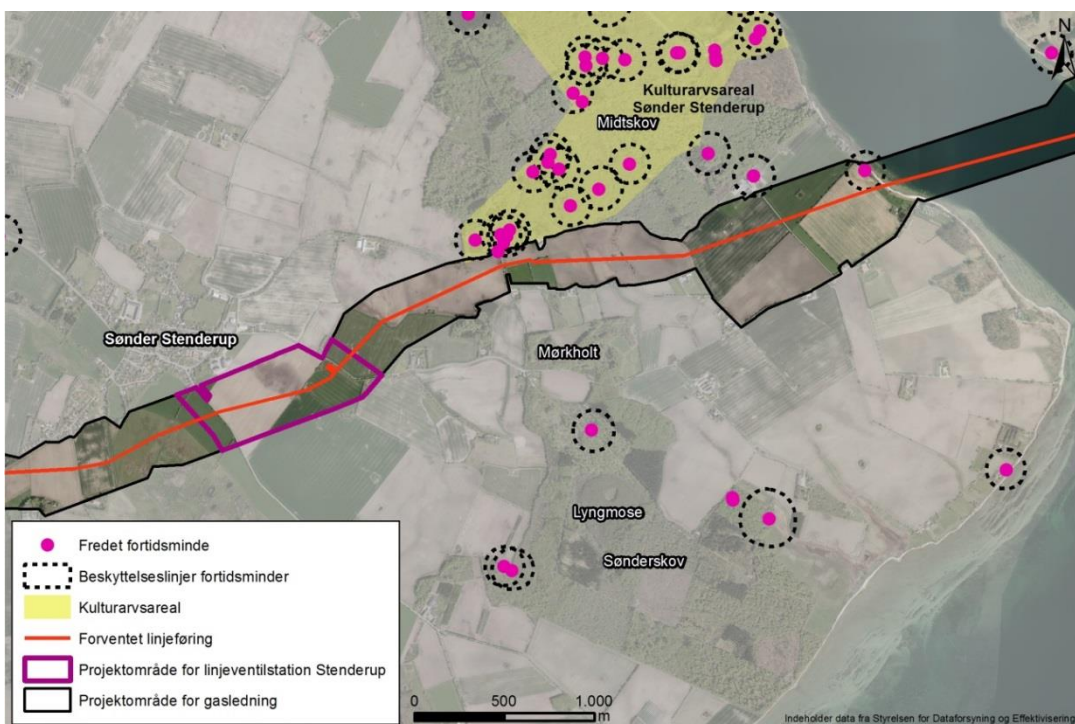 N
Kulturarvsareal
Sønder Stenderup
Midtskov
Sønder Stenderup
Mørkholt
Lyngmose
Sønderskov
Fredet fortidsminde
Beskyttelseslinjer fortidsminder
Kulturarvsareal
Forventet linjeføring
Projektområde for linjeventilstation Stenderup
Projektområde for gasledning
0 500 1.000
m
Indeholder data fra Styrelsen for Dataforsyning og Effektivisering